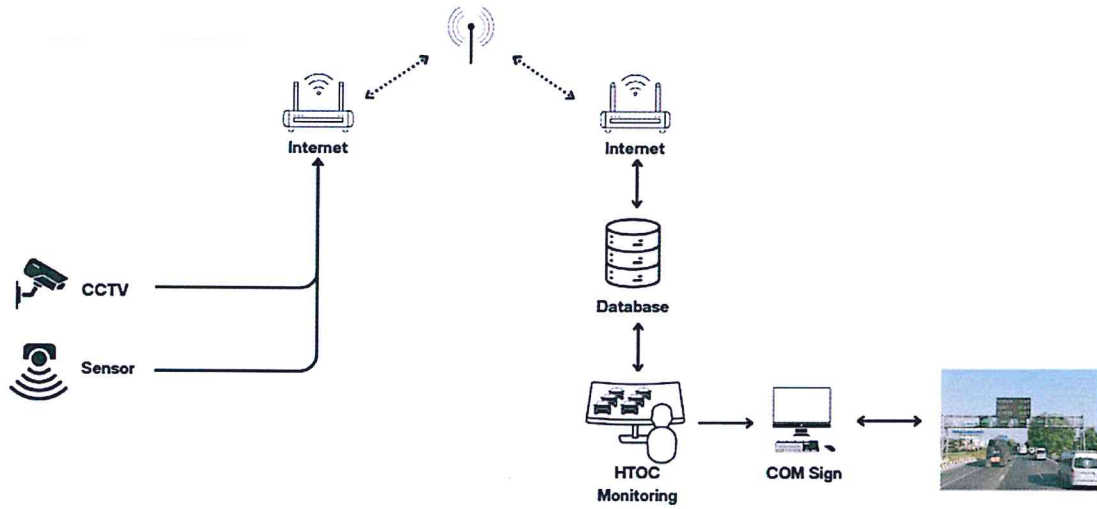 Internet
Internet
CCTV
Database
Sensor
HTOC
Monitoring
COM Sign